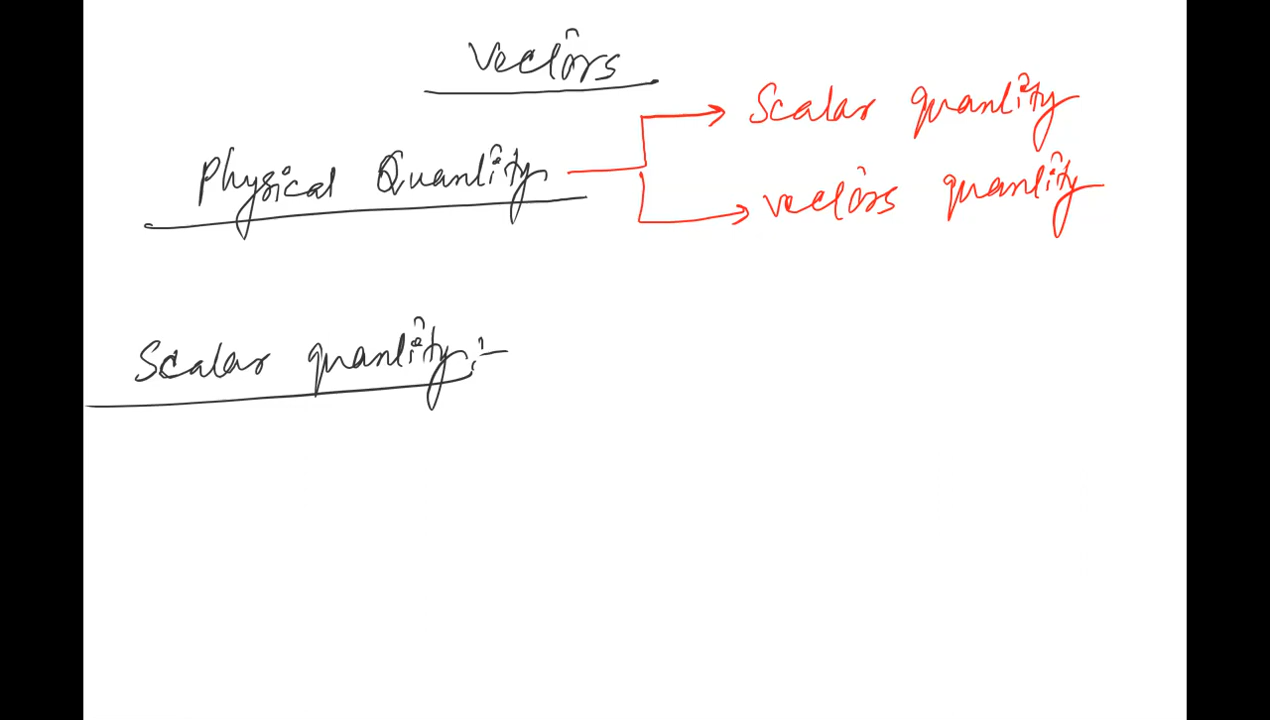 Vectors
Physical Quantity → Scalar quantity
→ vectors quantity
Scalar quantity :-